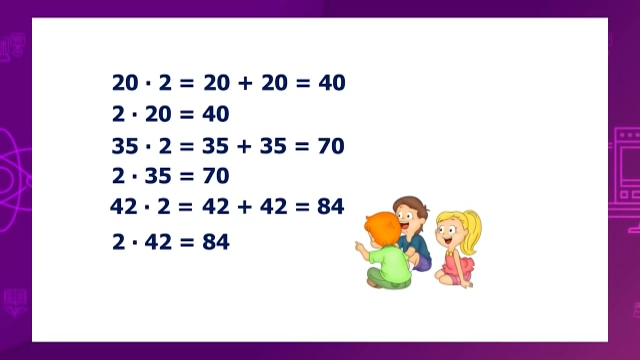 20 · 2 = 20 + 20 = 40
2 · 20 = 40
35 · 2 = 35 + 35 = 70
2 · 35 = 70
42 · 2 = 42 + 42 = 84
2 · 42 = 84